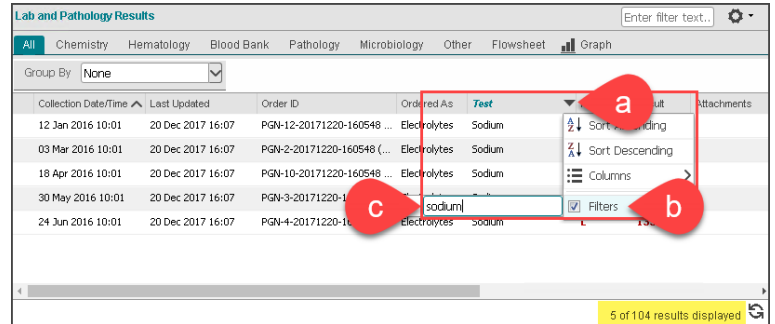 Lab and Pathology Results Enter filter text..
All Chemistry Hematology Blood Bank Pathology Microbiology Other Flowsheet Graph
Group By None
Collection Date/Time Last Updated Order ID Ordered As Test Attachments
a
12 Jan 2016 10:01 20 Dec 2017 16:07 PGN-12-20171220-160548 ... Electrolytes Sodium Sort Ascending
03 Mar 2016 10:01 20 Dec 2017 16:07 PGN-2-20171220-160548 (... Electrolytes Sodium Sort Descending
18 Apr 2016 10:01 20 Dec 2017 16:07 PGN-10-20171220-160548 ... Electrolytes Sodium Columns
30 May 2016 10:01 20 Dec 2017 16:07 PGN-3-20171220-1 c sodium Filters b
24 Jun 2016 10:01 20 Dec 2017 16:07 PGN-4-20171220-16 Electrolytes Sodium L
5 of 104 results displayed